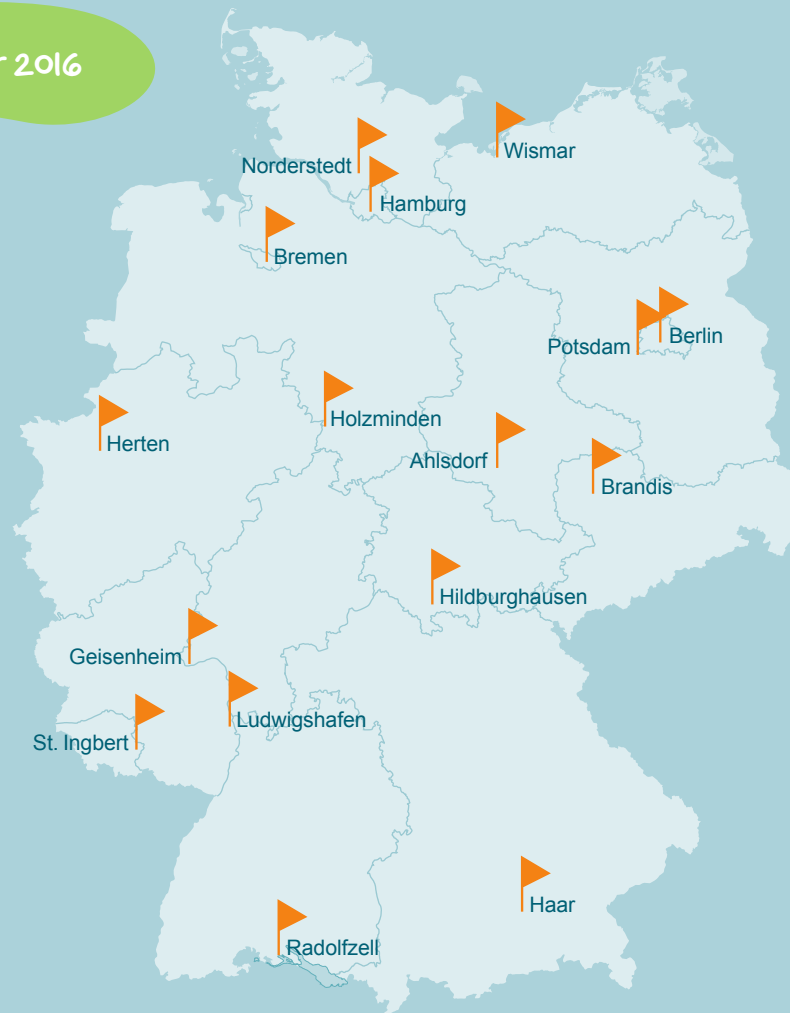 2016
Wismar
Norderstedt
Hamburg
Bremen
Berlin
Potsdam
Holzminden
Herten
Ahlsdorf
Brandis
Hildburghausen
Geisenheim
Ludwigshafen
St. Ingbert
Haar
Radolfzell